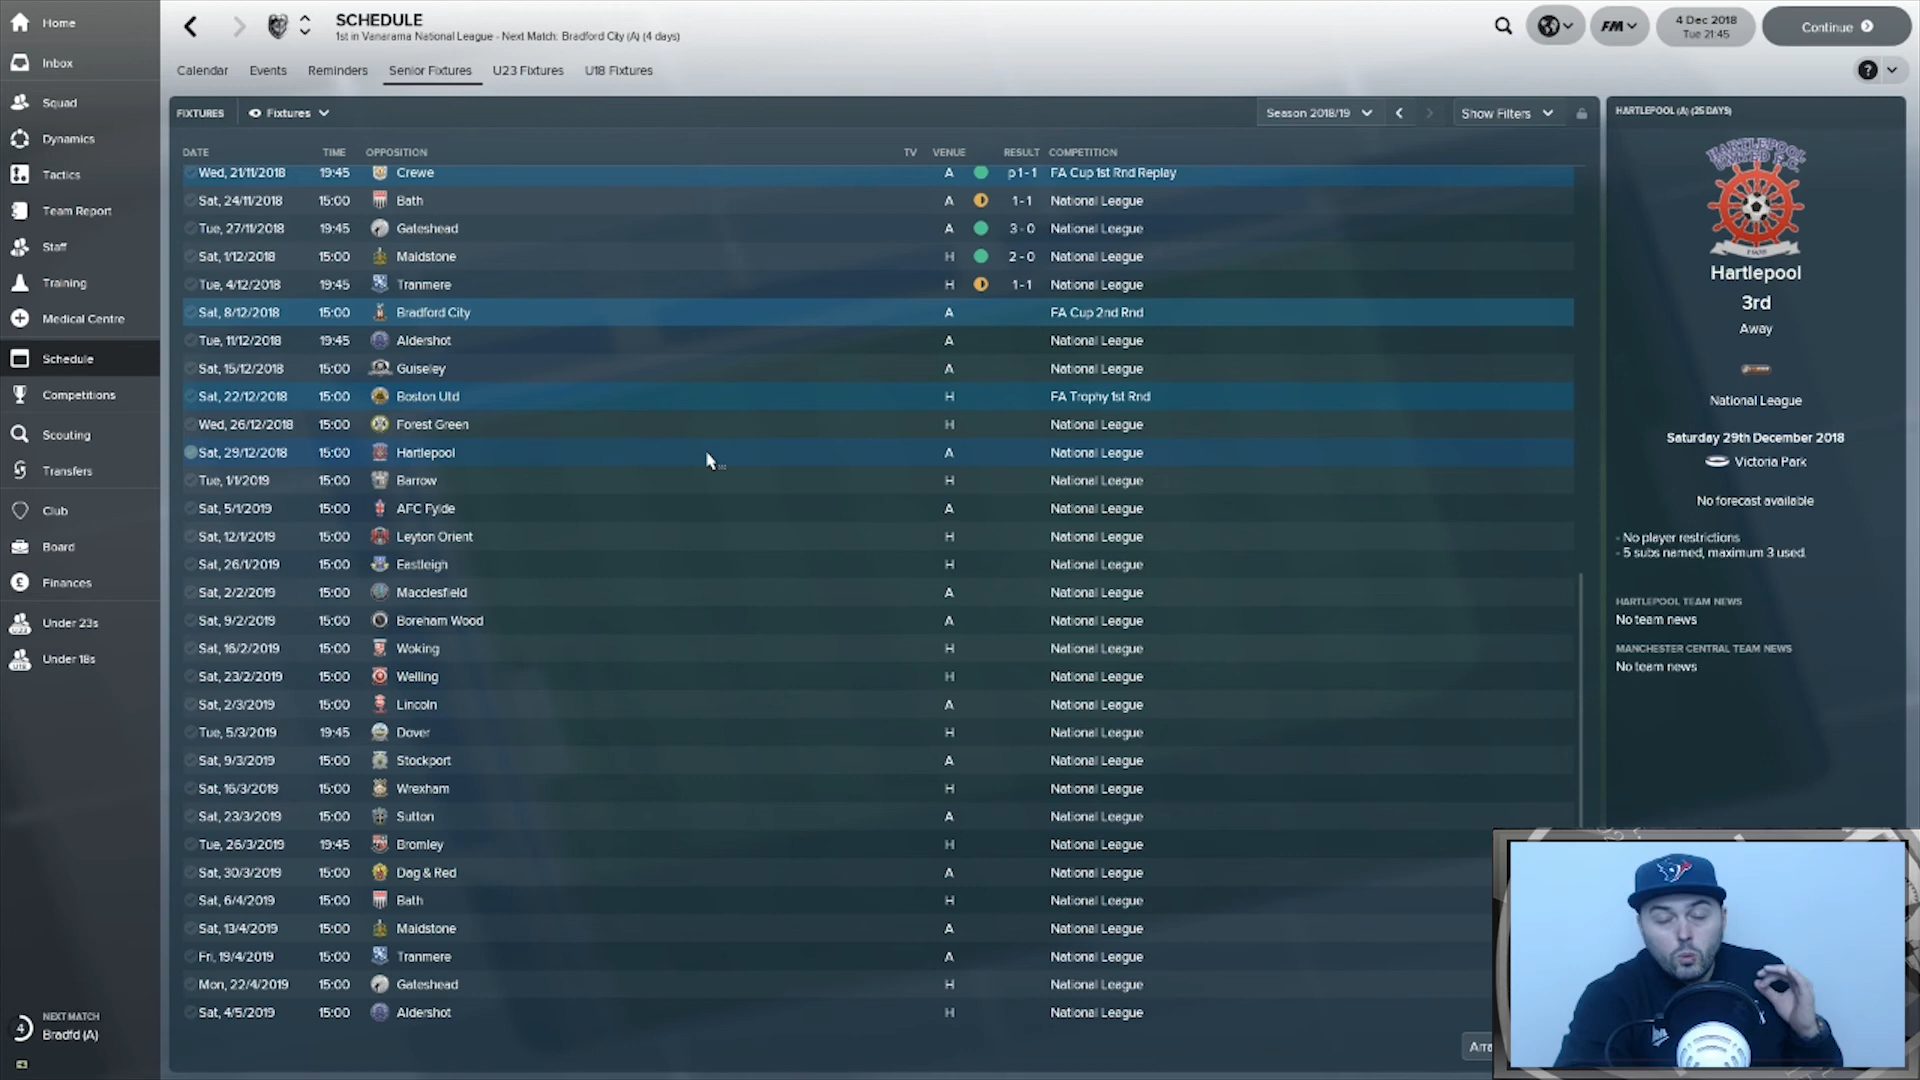 Home
Inbox
Squad
Dynamics
Tactics
Team Report
Staff
Training
Medical Centre
Schedule
Competitions
Scouting
Transfers
Club
Board
Finances
Under 23s
Under 18s
4
NEXT MATCH
Bradfd (A)
SCHEDULE
1st in Vanarama National League - Next Match: Bradford City (A) (4 days)
FM
4 Dec 2018
Tue 21:45
Continue
Calendar Events Reminders Senior Fixtures U23 Fixtures U18 Fixtures
?
FIXTURES Fixtures Season 2018/19 Show Filters
DATE TIME OPPOSITION TV VENUE RESULT COMPETITION
Wed, 21/11/2018 19:45 Crewe A p 1-1 FA Cup 1st Rnd Replay
Sat, 24/11/2018 15:00 Bath A 1-1 National League
Tue, 27/11/2018 19:45 Gateshead A 3-0 National League
Sat, 1/12/2018 15:00 Maidstone H 2-0 National League
Tue, 4/12/2018 19:45 Tranmere H 1-1 National League
Sat, 8/12/2018 15:00 Bradford City A FA Cup 2nd Rnd
Tue, 11/12/2018 19:45 Aldershot A National League
Sat, 15/12/2018 15:00 Guiseley A National League
Sat, 22/12/2018 15:00 Boston Utd H FA Trophy 1st Rnd
Wed, 26/12/2018 15:00 Forest Green H National League
Sat, 29/12/2018 15:00 Hartlepool A National League
Tue, 1/1/2019 15:00 Barrow H National League
Sat, 5/1/2019 15:00 AFC Fylde A National League
Sat, 12/1/2019 15:00 Leyton Orient H National League
Sat, 26/1/2019 15:00 Eastleigh H National League
Sat, 2/2/2019 15:00 Macclesfield A National League
Sat, 9/2/2019 15:00 Boreham Wood A National League
Sat, 16/2/2019 15:00 Woking H National League
Sat, 23/2/2019 15:00 Welling H National League
Sat, 2/3/2019 15:00 Lincoln A National League
Tue, 5/3/2019 19:45 Dover H National League
Sat, 9/3/2019 15:00 Stockport A National League
Sat, 16/3/2019 15:00 Wrexham H National League
Sat, 23/3/2019 15:00 Sutton A National League
Tue, 26/3/2019 19:45 Bromley H National League
Sat, 30/3/2019 15:00 Dag & Red A National League
Sat, 6/4/2019 15:00 Bath H National League
Sat, 13/4/2019 15:00 Maidstone A National League
Fri, 19/4/2019 15:00 Tranmere A National League
Mon, 22/4/2019 15:00 Gateshead H National League
Sat, 4/5/2019 15:00 Aldershot H National League
HARTLEPOOL (A) (25 DAYS)
HARTLEPOOL
UNITED F.C.
1908
Hartlepool
3rd
Away
National League
Saturday 29th December 2018
Victoria Park
No forecast available
- No player restrictions
- 5 subs named, maximum 3 used.
HARTLEPOOL TEAM NEWS
No team news
MANCHESTER CENTRAL TEAM NEWS
No team news